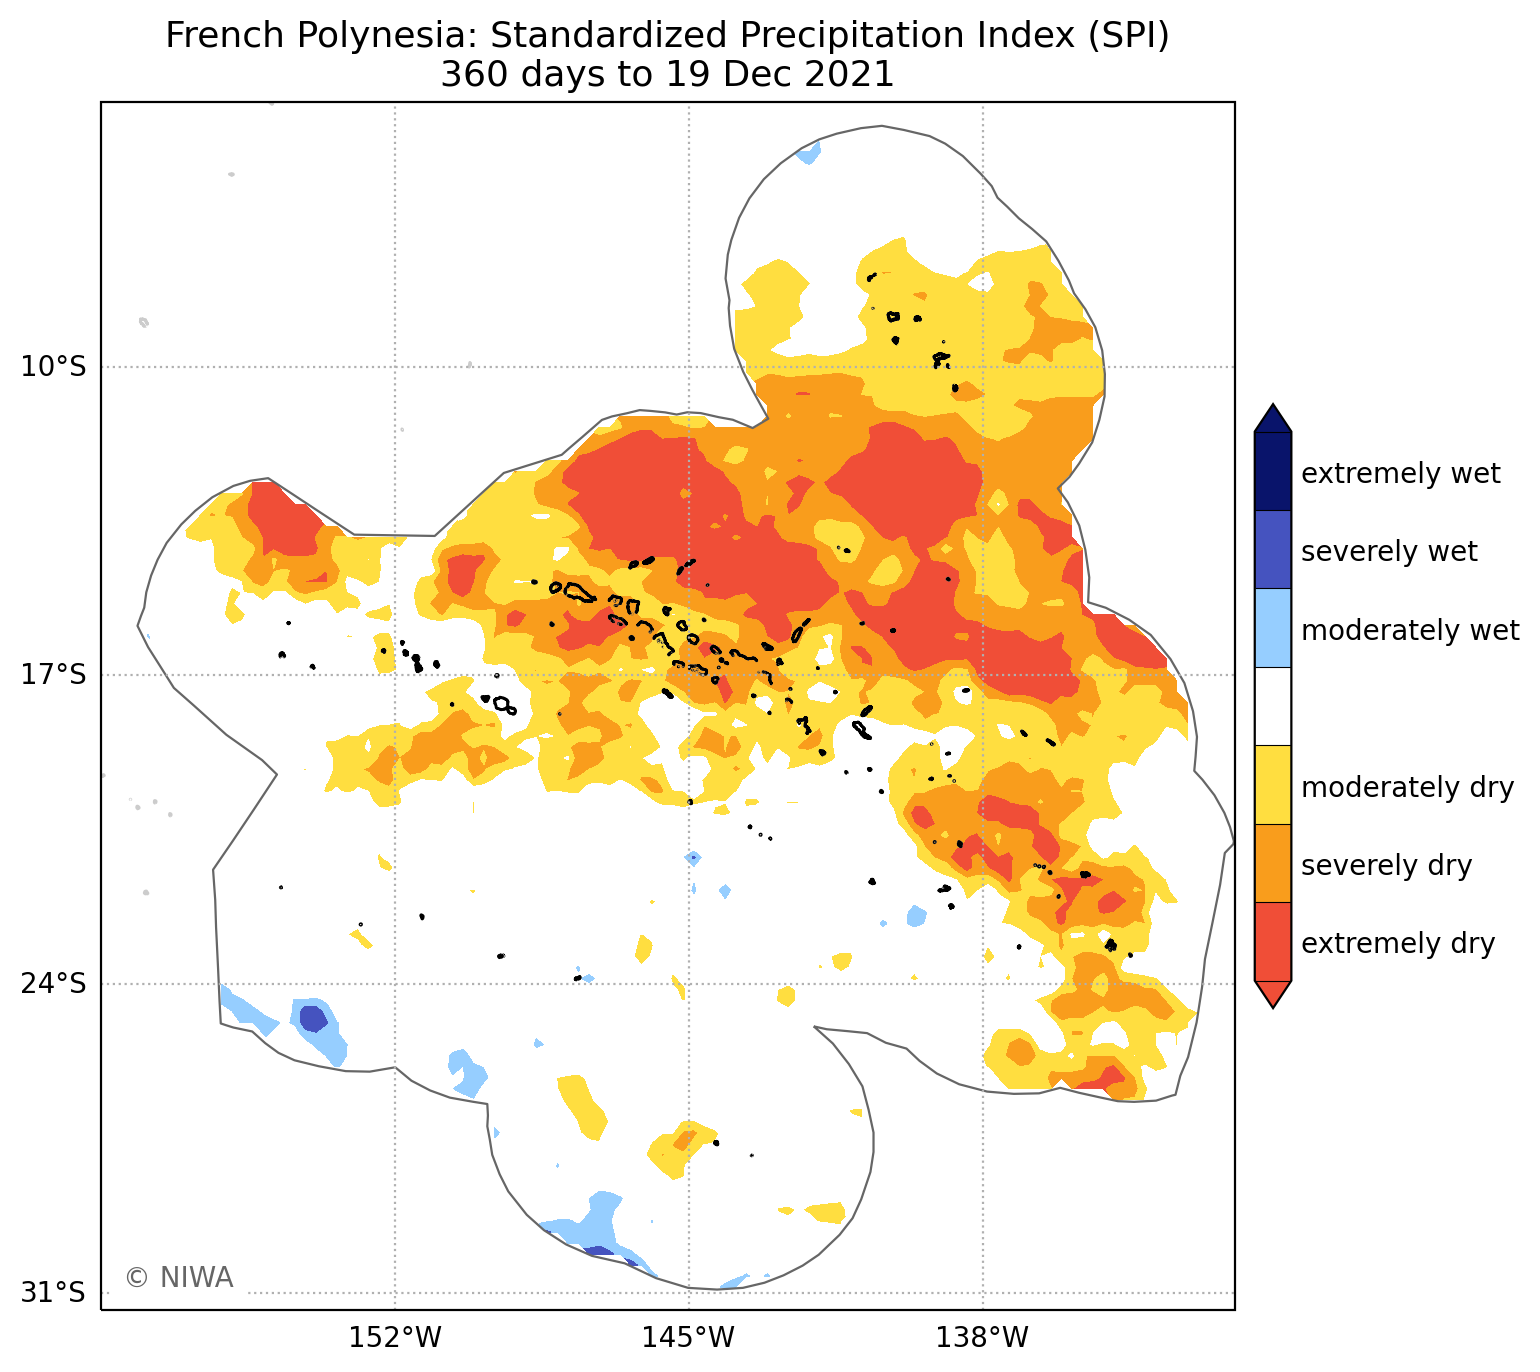 French Polynesia: Standardized Precipitation Index (SPI)
360 days to 19 Dec 2021
10°S
17°S
24°S
31°S
152°W
145°W
138°W
extremely wet
severely wet
moderately wet
moderately dry
severely dry
extremely dry
© NIWA